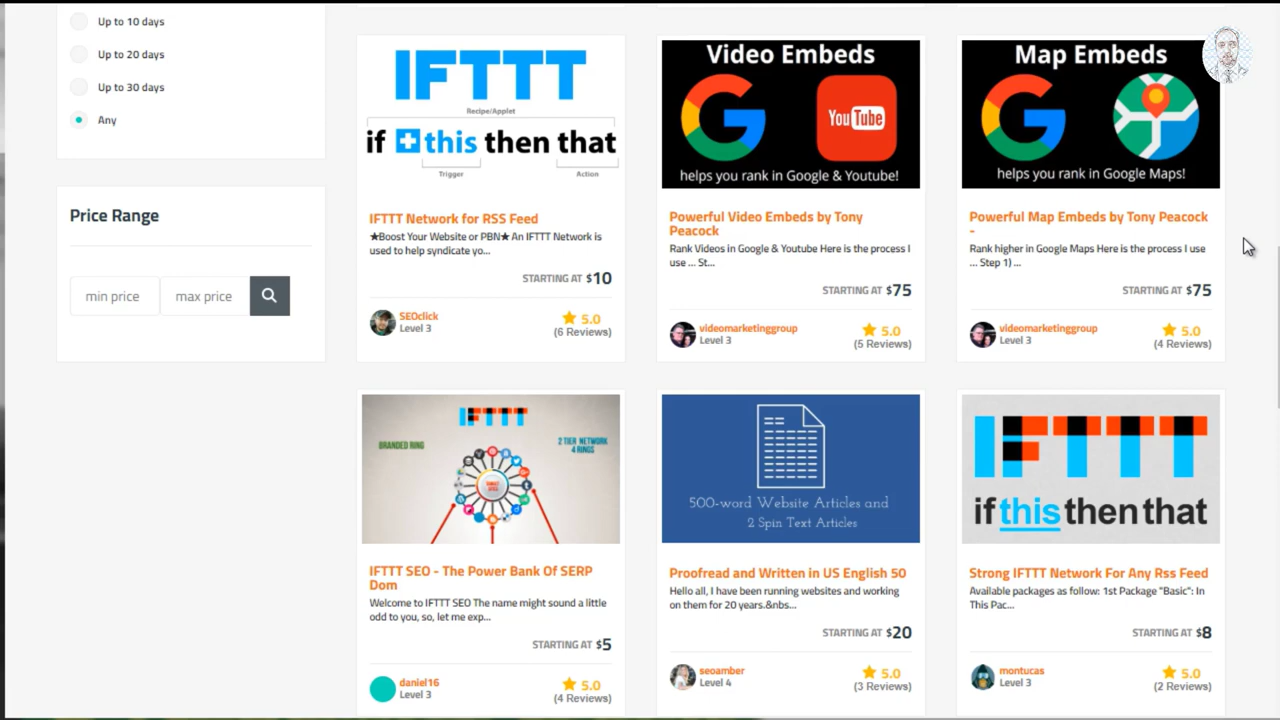 Up to 10 days
Up to 20 days
Up to 30 days
Any
Price Range
min price
max price
IFTTT
Recipe/Applet
if this then that
Trigger
Action
IFTTT Network for RSS Feed
★Boost Your Website or PBN★ An IFTTT Network is
used to help syndicate yo...
STARTING AT $10
SEOclick
Level 3
5.0
(6 Reviews)
Video Embeds
YouTube
helps you rank in Google & Youtube!
Powerful Video Embeds by Tony
Peacock
Rank Videos in Google & Youtube Here is the process I
use ... St...
STARTING AT $75
videomarketinggroup
Level 3
5.0
(5 Reviews)
Map Embeds
helps you rank in Google Maps!
Powerful Map Embeds by Tony Peacock
-
Rank higher in Google Maps Here is the process I use
... Step 1) ...
STARTING AT $75
videomarketinggroup
Level 3
5.0
(4 Reviews)
IFTTT
BRANDED RING
2 TIER NETWORK
4 RINGS
IFTTT SEO - The Power Bank Of SERP
Dom
Welcome to IFTTT SEO The name might sound a little
odd to you, so, let me exp...
STARTING AT $5
daniel16
Level 3
5.0
(4 Reviews)
500-word Website Articles and
2 Spin Text Articles
Proofread and Written in US English 50
Hello all, I have been running websites and working
on them for 20 years.&nbs...
STARTING AT $20
seoamber
Level 4
5.0
(3 Reviews)
IFTTT
if this then that
Strong IFTTT Network For Any Rss Feed
Available packages as follow: 1st Package "Basic": In
This Pac...
STARTING AT $8
montucas
Level 3
5.0
(2 Reviews)